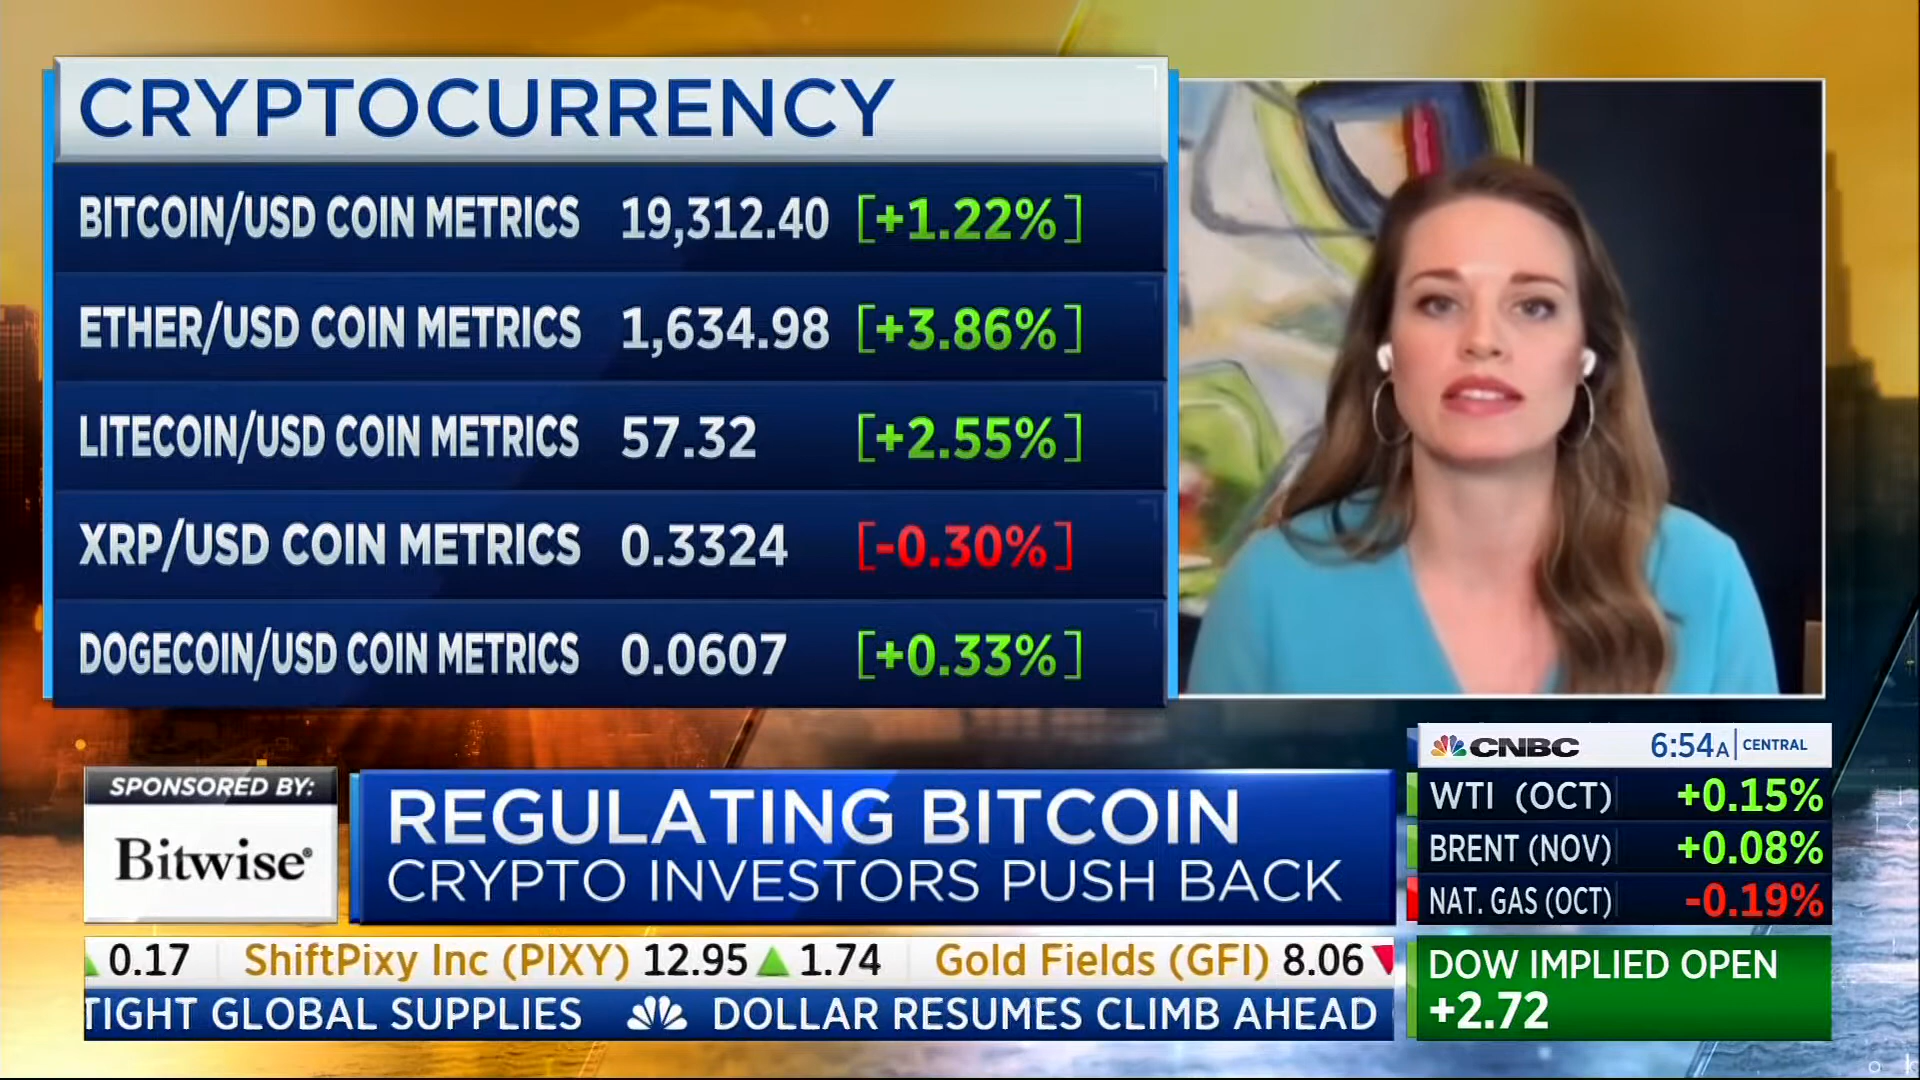 CRYPTOCURRENCY
BITCOIN/USD COIN METRICS 19,312.40 [+1.22%]
ETHER/USD COIN METRICS 1,634.98 [+3.86%]
LITECOIN/USD COIN METRICS 57.32 [+2.55%]
XRP/USD COIN METRICS 0.3324 [-0.30%]
DOGECOIN/USD COIN METRICS 0.0607 [+0.33%]
CNBC 6:54A CENTRAL
WTI (OCT) +0.15%
BRENT (NOV) +0.08%
NAT. GAS (OCT) -0.19%
DOW IMPLIED OPEN
+2.72
SPONSORED BY:
Bitwise®
REGULATING BITCOIN
CRYPTO INVESTORS PUSH BACK
▲ 0.17 ShiftPixy Inc (PIXY) 12.95 ▲ 1.74 Gold Fields (GFI) 8.06 ▼
TIGHT GLOBAL SUPPLIES DOLLAR RESUMES CLIMB AHEAD